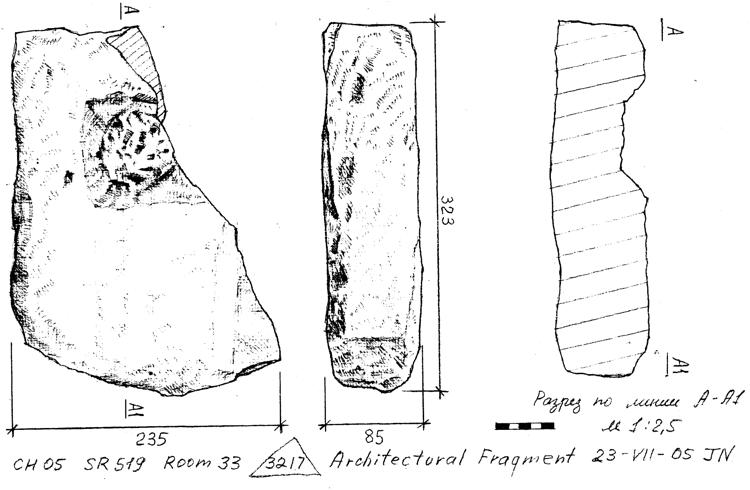 A
A
323
A1
A1
Разрез по линии А-А1
М 1:2,5
235
85
CH 05 SR 519 Room 33 3217 Architectural Fragment 23-VII-05 JN